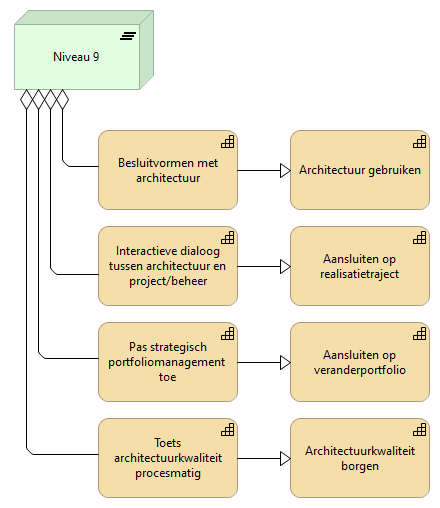 Niveau 9
Besluitvormen met
architectuur
Architectuur gebruiken
Interactieve dialoog
tussen architectuur en
project/beheer
Aansluiten op
realisatietraject
Pas strategisch
portfoliomanagement
toe
Aansluiten op
veranderportfolio
Toets
architectuurkwaliteit
procesmatig
Architectuurkwaliteit
borgen